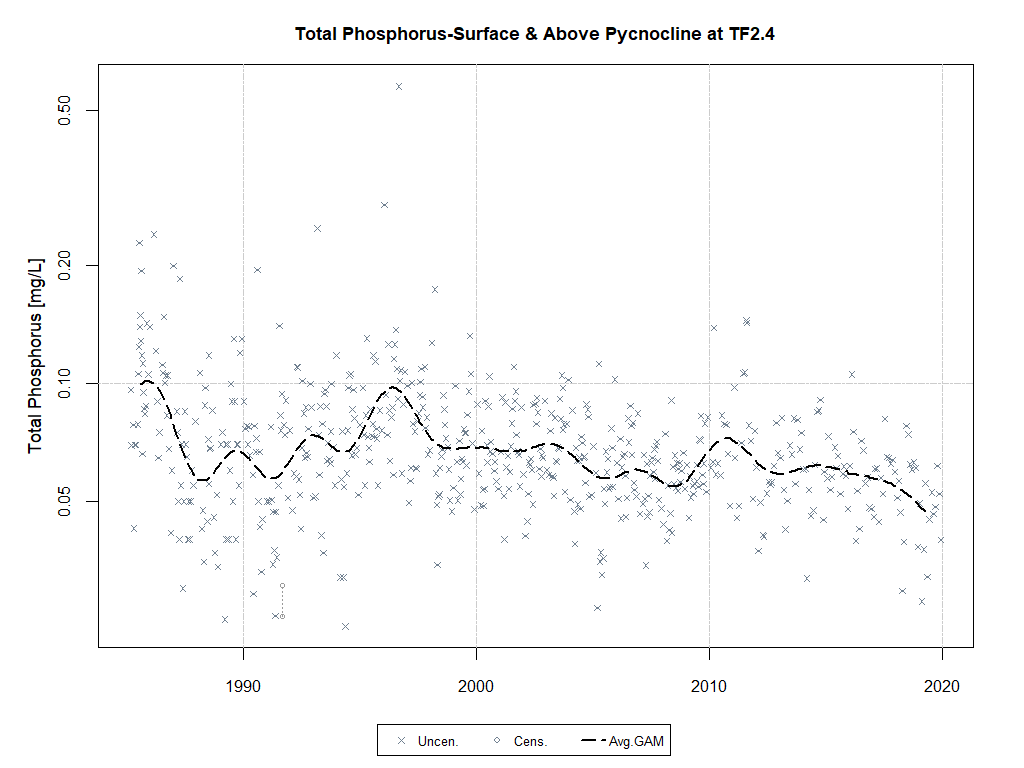 Total Phosphorus-Surface & Above Pycnocline at TF2.4
Total Phosphorus [mg/L]
0.50
0.20
0.10
0.05
1990 2000 2010 2020
Uncen. Cens. Avg.GAM